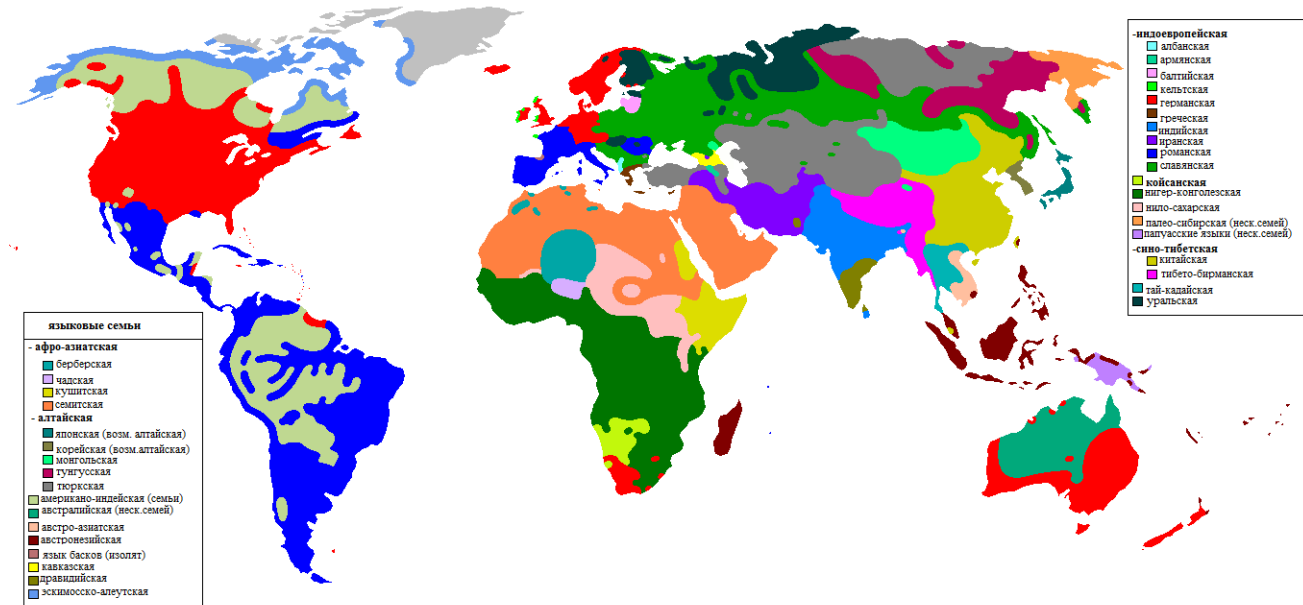 языковые семьи
- афро-азиатская
берберская
чадская
кушитская
семитская
- алтайская
японская (возм. алтайская)
корейская (возм.алтайская)
монгольская
тунгусская
тюркская
американо-индейская (семьи)
австралийская (неск.семей)
австро-азиатская
австронезийская
язык басков (изолят)
кавказская
дравидийская
эскимосско-алеутская
-индоевропейская
албанская
армянская
балтийская
кельтская
германская
греческая
индийская
иранская
романская
славянская
койсанская
нигер-конголезская
нило-сахарская
палео-сибирская (неск.семей)
папуасские языки (неск.семей)
-сино-тибетская
китайская
тибето-бирманская
тай-кадайская
уральская